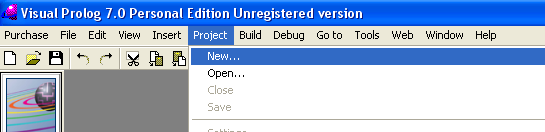 Visual Prolog 7.0 Personal Edition Unregistered version
Purchase File Edit View Insert Project Build Debug Go to Tools Web Window Help
New...
Open...
Close
Save